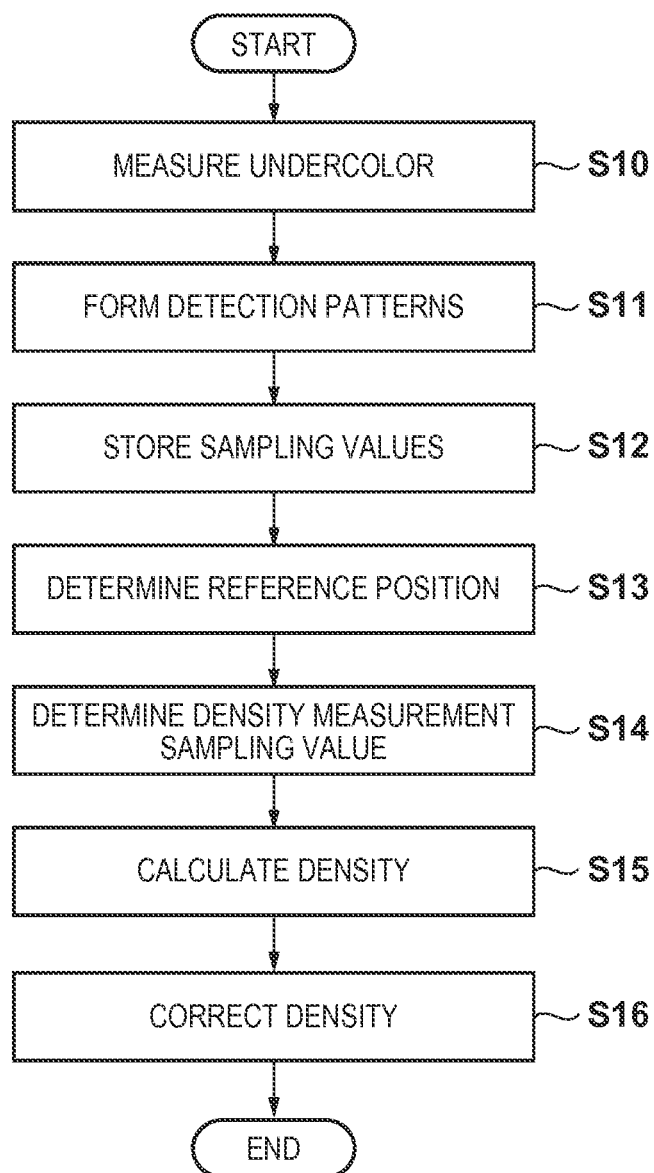 START
MEASURE UNDERCOLOR S10
FORM DETECTION PATTERNS S11
STORE SAMPLING VALUES S12
DETERMINE REFERENCE POSITION S13
DETERMINE DENSITY MEASUREMENT
SAMPLING VALUE S14
CALCULATE DENSITY S15
CORRECT DENSITY S16
END